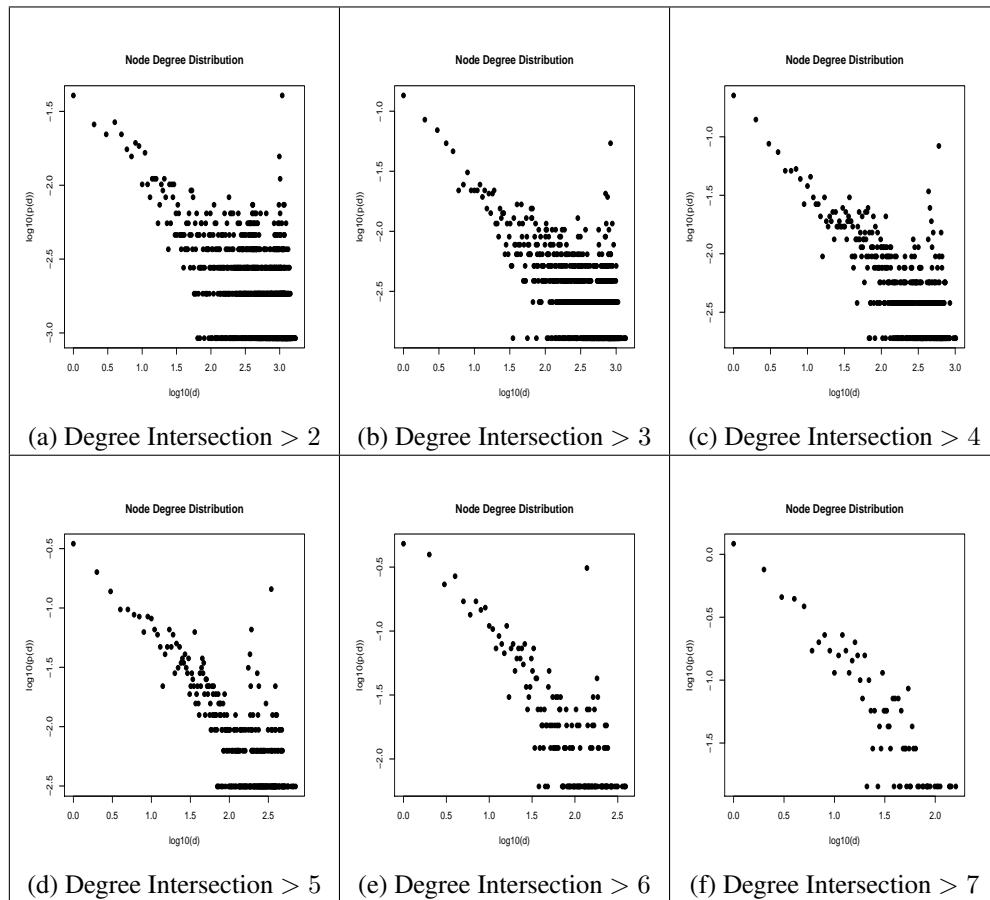 Node Degree Distribution
log10(p(d))
−1.5
−2.0
−2.5
−3.0
0.0 0.5 1.0 1.5 2.0 2.5 3.0
log10(d)
(a) Degree Intersection > 2
Node Degree Distribution
log10(p(d))
−1.0
−1.5
−2.0
−2.5
0.0 0.5 1.0 1.5 2.0 2.5 3.0
log10(d)
(b) Degree Intersection > 3
Node Degree Distribution
log10(p(d))
−1.0
−1.5
−2.0
−2.5
0.0 0.5 1.0 1.5 2.0 2.5 3.0
log10(d)
(c) Degree Intersection > 4
Node Degree Distribution
log10(p(d))
−0.5
−1.0
−1.5
−2.0
−2.5
0.0 0.5 1.0 1.5 2.0 2.5
log10(d)
(d) Degree Intersection > 5
Node Degree Distribution
log10(p(d))
−0.5
−1.0
−1.5
−2.0
0.0 0.5 1.0 1.5 2.0 2.5
log10(d)
(e) Degree Intersection > 6
Node Degree Distribution
log10(p(d))
0.0
−0.5
−1.0
−1.5
0.0 0.5 1.0 1.5 2.0
log10(d)
(f) Degree Intersection > 7